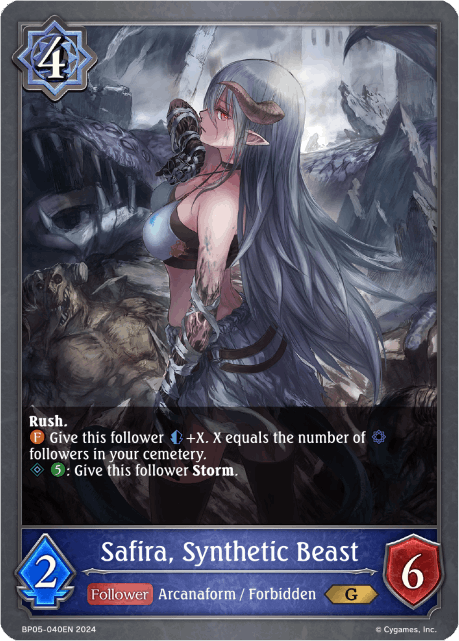 4
Rush.
F Give this follower +X. X equals the number of
followers in your cemetery.
5: Give this follower Storm.
Safira, Synthetic Beast
2
Follower Arcanaform / Forbidden G
6
BP05-040EN 2024
© Cygames, Inc.